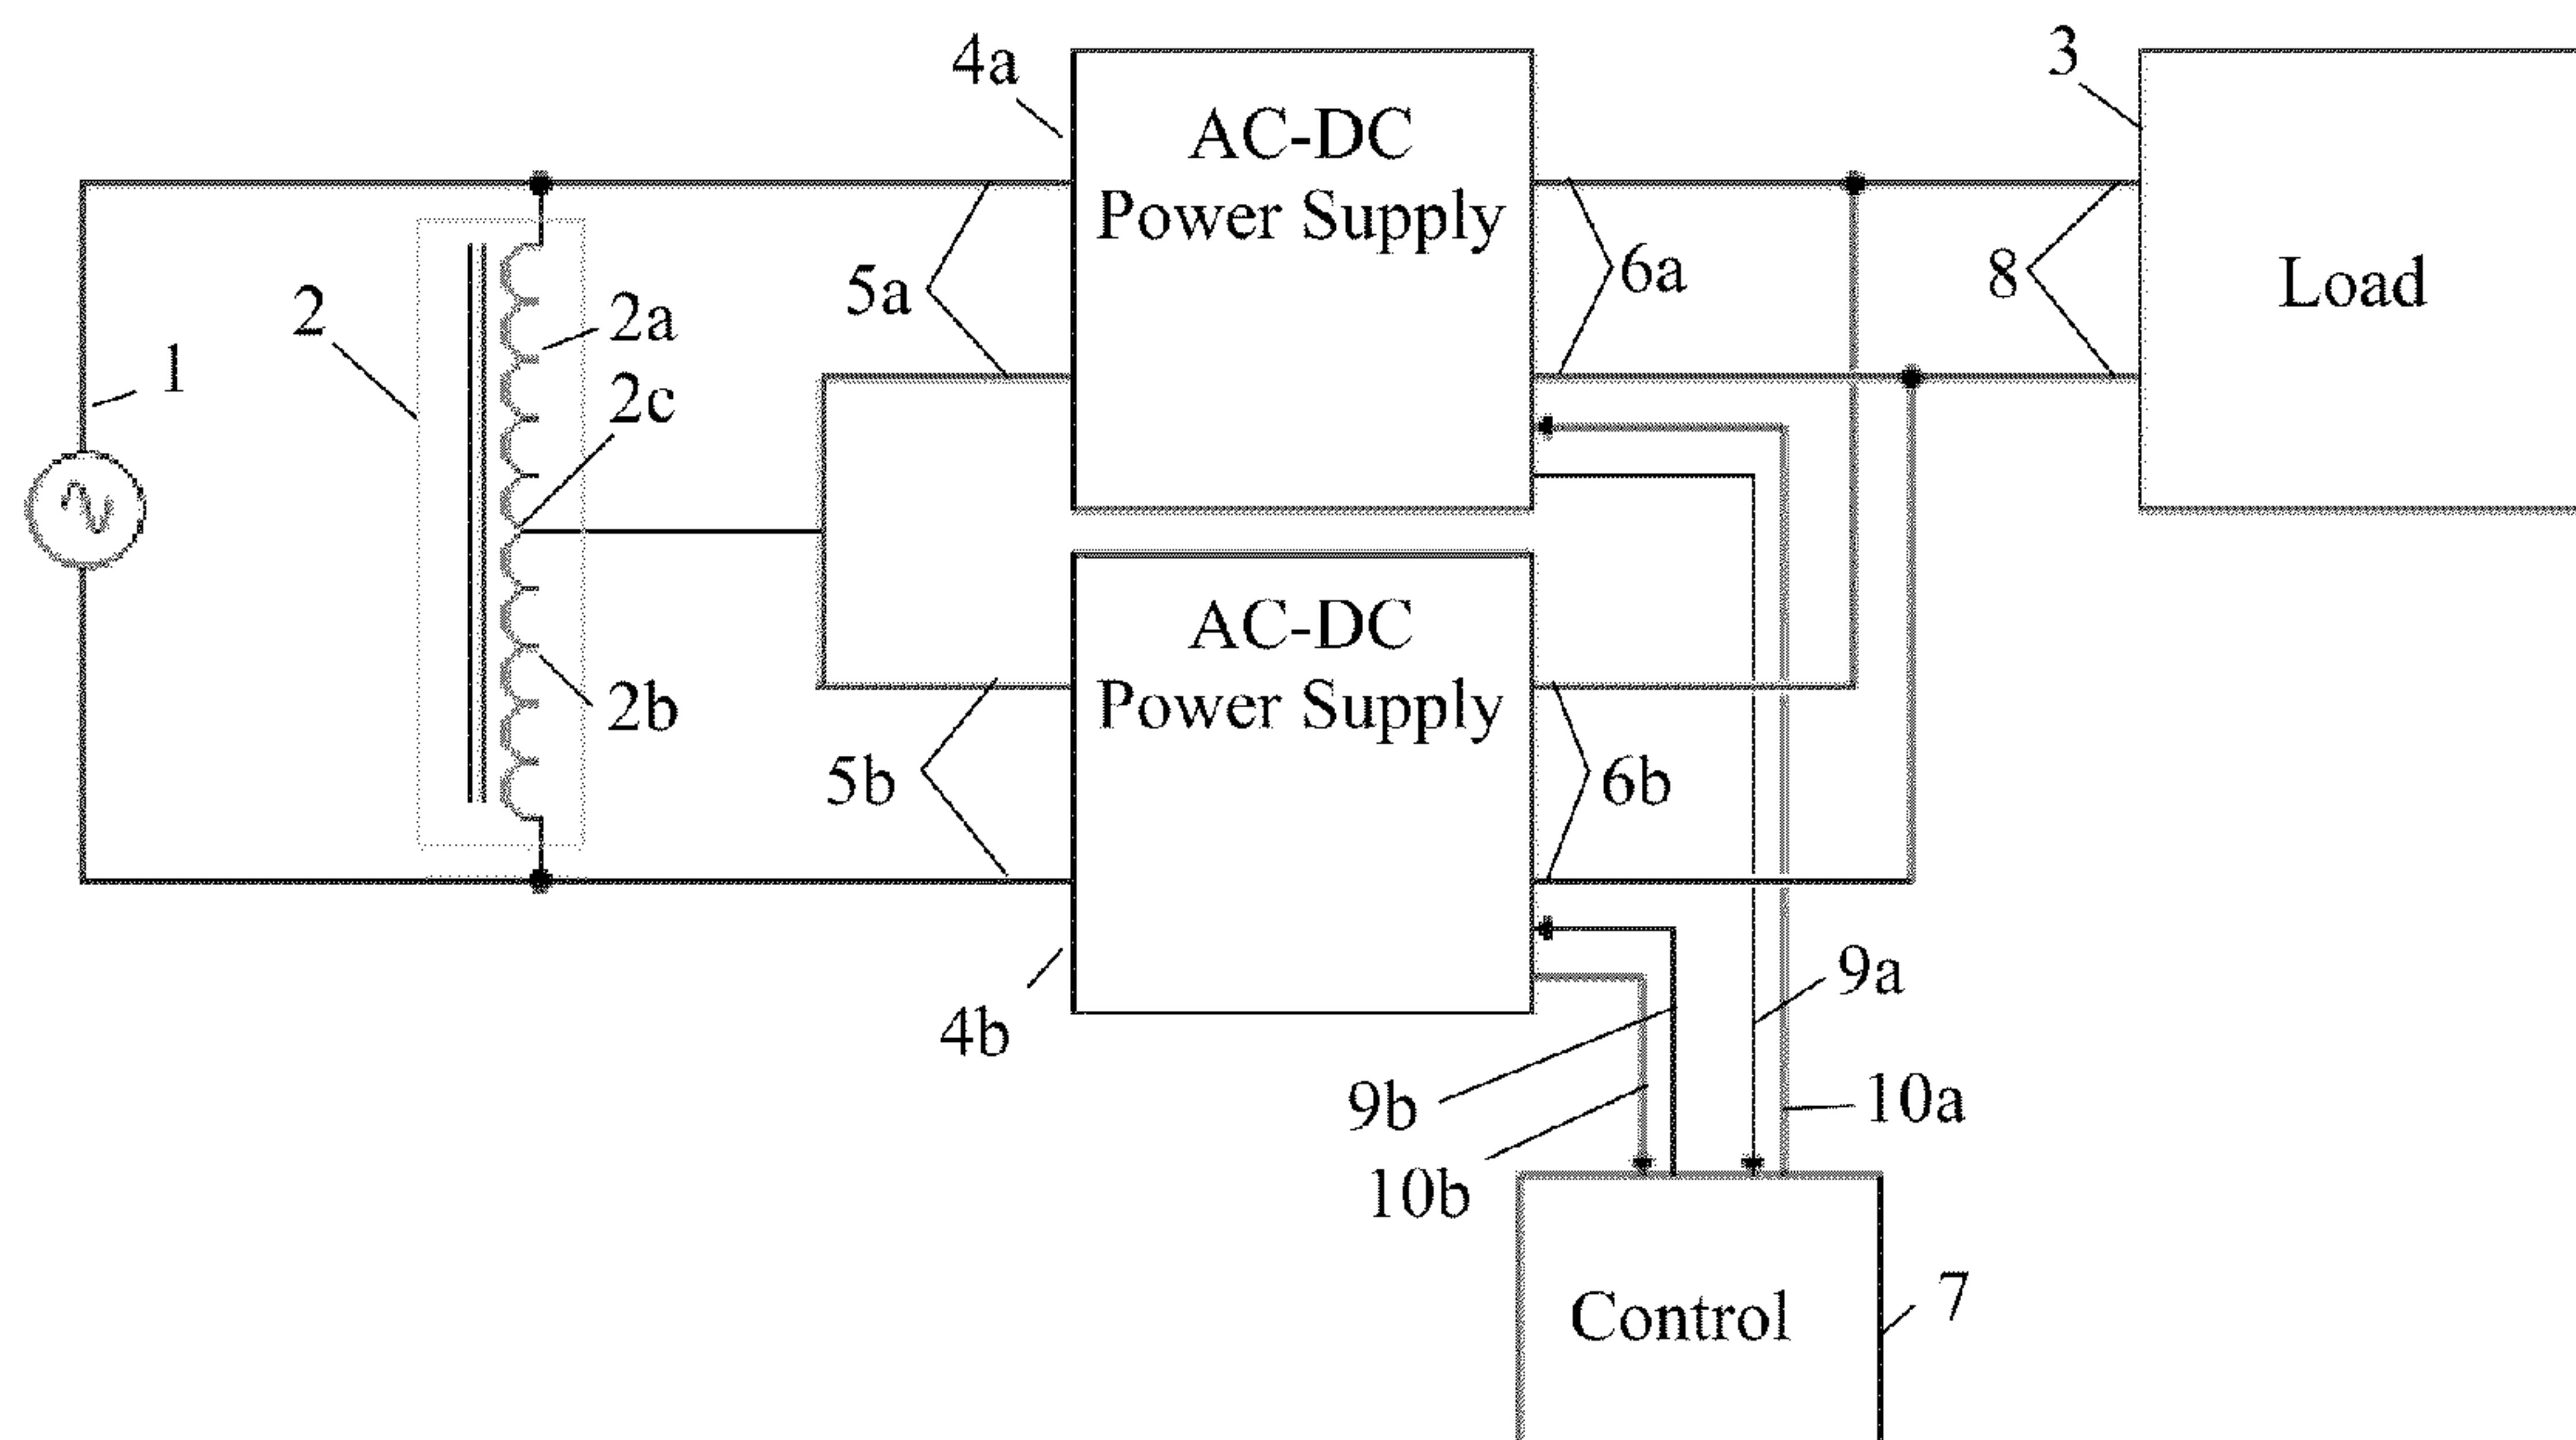 4a
AC-DC
Power Supply
3
Load
5a
6a
8
2
2a
1
2c
AC-DC
Power Supply
2b
5b
6b
4b
9a
9b
10a
10b
Control
7